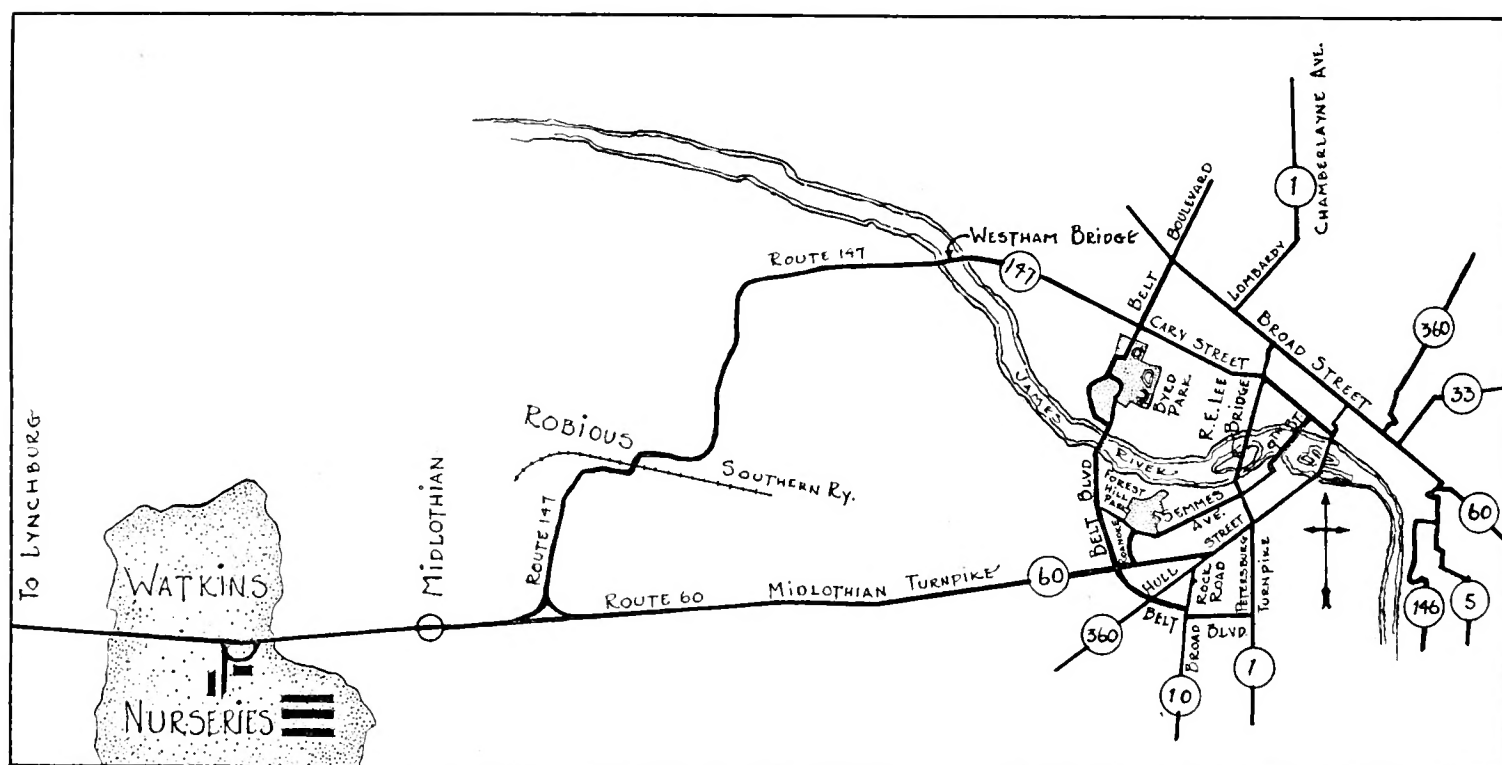 CHAMBERLAYNE AVE.
1
BOULEVARD
WESTHAM BRIDGE
ROUTE 147
147
BELT
LOMBARDY
CARY STREET
BROAD STREET
360
33
JAMES
RIVER
BYRD
PARK.
R.E. LEE
BRIDGE
9TH ST.
ROBIOUS
SOUTHERN RY.
TO LYNCHBURG
MIDLOTHIAN
ROUTE 147
BELT BLVD
FOREST
HILL
PARK
SEMMES
AVE.
ROANOKE
HULL STREET
60
WATKINS
NURSERIES
ROUTE 60
MIDLOTHIAN TURNPIKE
60
ROCK
ROAD
PETERSBURG
TURNPIKE
BELT BLVD.
BROAD
360
10
1
146
5